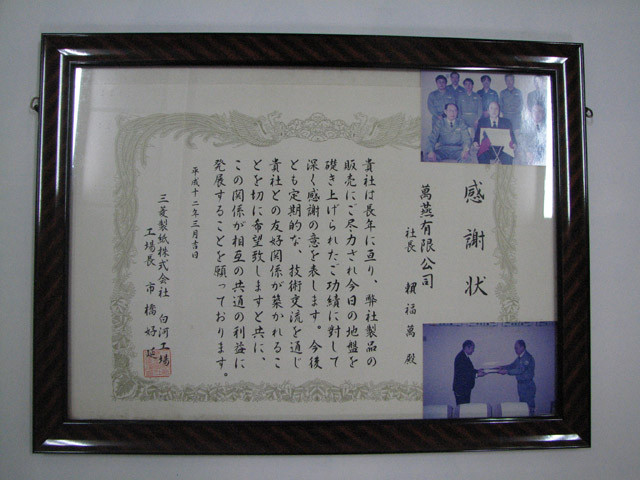 感謝状
萬燕有限公司
社長 福萬 殿
貴社は長年に亘り、弊社製品の
販売にご尽力され今日の地盤を
礎き上げられたご功績に対して
深く感謝の意を表します。今後
とも定期的な、技術交流を通じ
貴社との友好関係が築かれるこ
とを切に希望致しますと共に、
この関係が相互の共通の利益に
発展することを願っております。
平成十二年三月吉日
三菱製紙株式会社 白河工場
工場長 市橋好延